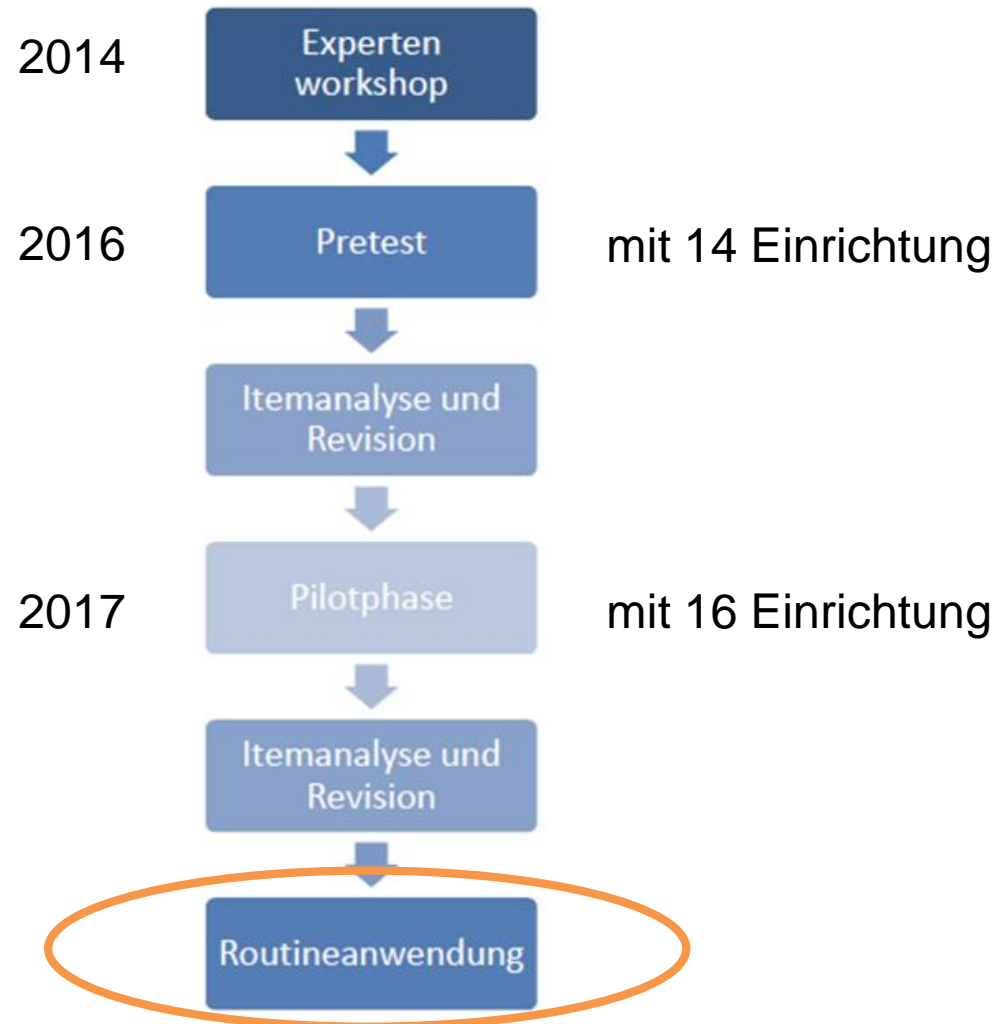 2014
Experten
workshop
2016
Pretest
mit 14 Einrichtung
Itemanalyse und
Revision
2017
Pilotphase
mit 16 Einrichtung
Itemanalyse und
Revision
Routineanwendung